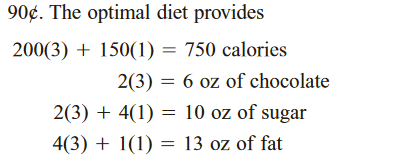 90¢. The optimal diet provides
200(3) + 150(1) = 750 calories
2(3) = 6 oz of chocolate
2(3) + 4(1) = 10 oz of sugar
4(3) + 1(1) = 13 oz of fat